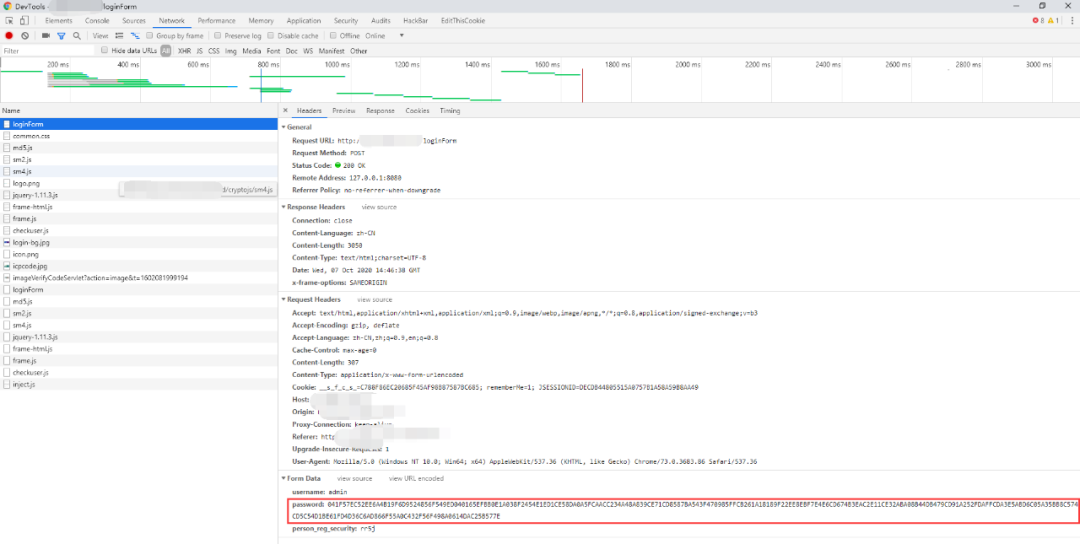 DevTools - loginForm
Elements Console Sources Network Performance Memory Application Security Audits HackBar EditThisCookie 8 1
View: Group by frame Preserve log Disable cache Offline Online
Filter Hide data URLs All XHR JS CSS Img Media Font Doc WS Manifest Other
200 ms 400 ms 600 ms 800 ms 1000 ms 1200 ms 1400 ms 1600 ms 1800 ms 2000 ms 2200 ms 2400 ms 2600 ms 2800 ms 3000 ms
Name
loginForm
common.css
md5.js
sm2.js
sm4.js
logo.png
d/cryptojs/sm4.js
jquery-1.11.3.js
frame-html.js
frame.js
checkuser.js
login-bg.jpg
icon.png
icpcode.jpg
imageVerifyCodeServlet?action=image&t=1602081999194
loginForm
md5.js
sm2.js
sm4.js
jquery-1.11.3.js
frame-html.js
frame.js
checkuser.js
inject.js
× Headers Preview Response Cookies Timing
General
Request URL: http:/ loginForm
Request Method: POST
Status Code: 200 OK
Remote Address: 127.0.0.1:8080
Referrer Policy: no-referrer-when-downgrade
Response Headers view source
Connection: close
Content-Language: zh-CN
Content-Length: 3050
Content-Type: text/html;charset=UTF-8
Date: Wed, 07 Oct 2020 14:46:38 GMT
x-frame-options: SAMEORIGIN
Request Headers view source
Accept: text/html,application/xhtml+xml,application/xml;q=0.9,image/webp,image/apng,*/*;q=0.8,application/signed-exchange;v=b3
Accept-Encoding: gzip, deflate
Accept-Language: zh-CN,zh;q=0.9,en;q=0.8
Cache-Control: max-age=0
Content-Length: 307
Content-Type: application/x-www-form-urlencoded
Cookie: rememberMe=1;
Host:
Origin:
Proxy-Connection: keep-alive
Referer: http
Upgrade-Insecure-Requests: 1
User-Agent: Mozilla/5.0 (Windows NT 10.0; Win64; x64) AppleWebKit/537.36 (KHTML, like Gecko) Chrome/73.0.3683.86 Safari/537.36
Form Data view source view URL encoded
username: admin
password:
person_reg_security: rr5j